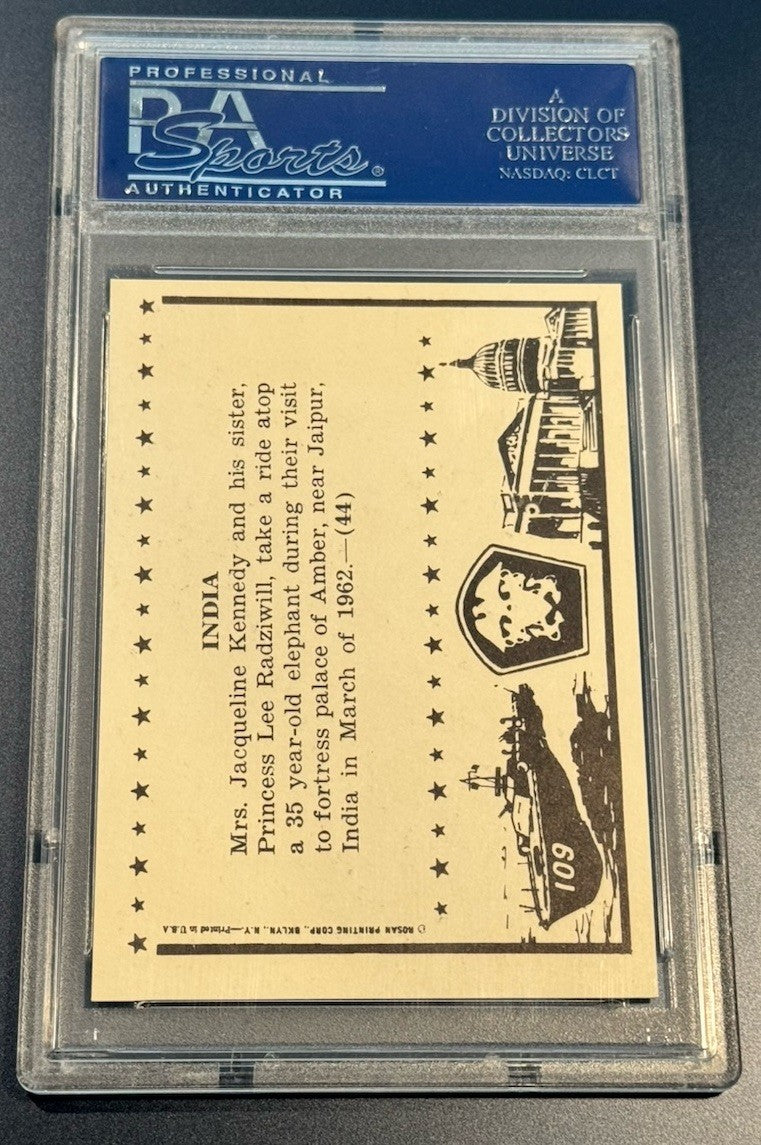 PROFESSIONAL
PSA
Sports®
AUTHENTICATOR
A
DIVISION OF
COLLECTORS
UNIVERSE
NASDAQ: CLCT
INDIA
Mrs. Jacqueline Kennedy and his sister,
Princess Lee Radziwill, take a ride atop
a 35 year-old elephant during their visit
to fortress palace of Amber, near Jaipur,
India in March of 1962.—(44)
109
© ROSAN PRINTING CORP., BKLYN., N.Y.—Printed in U.S.A